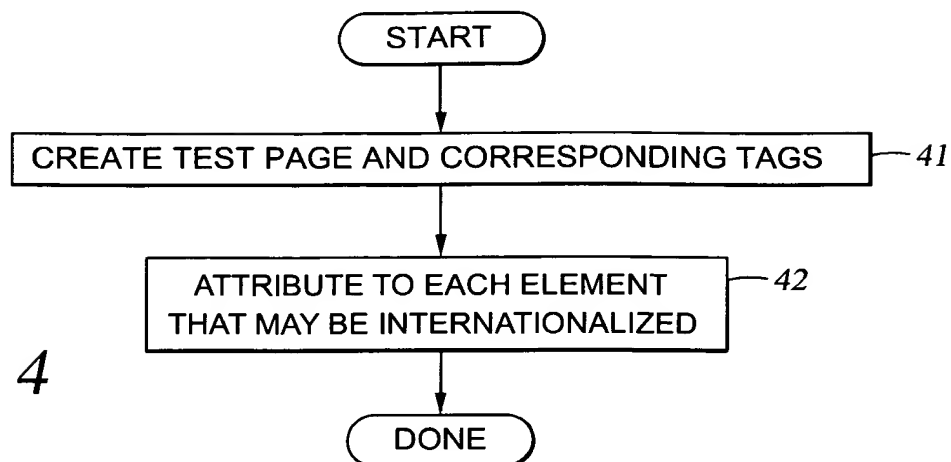 START
CREATE TEST PAGE AND CORRESPONDING TAGS
41
ATTRIBUTE TO EACH ELEMENT
THAT MAY BE INTERNATIONALIZED
42
4
DONE